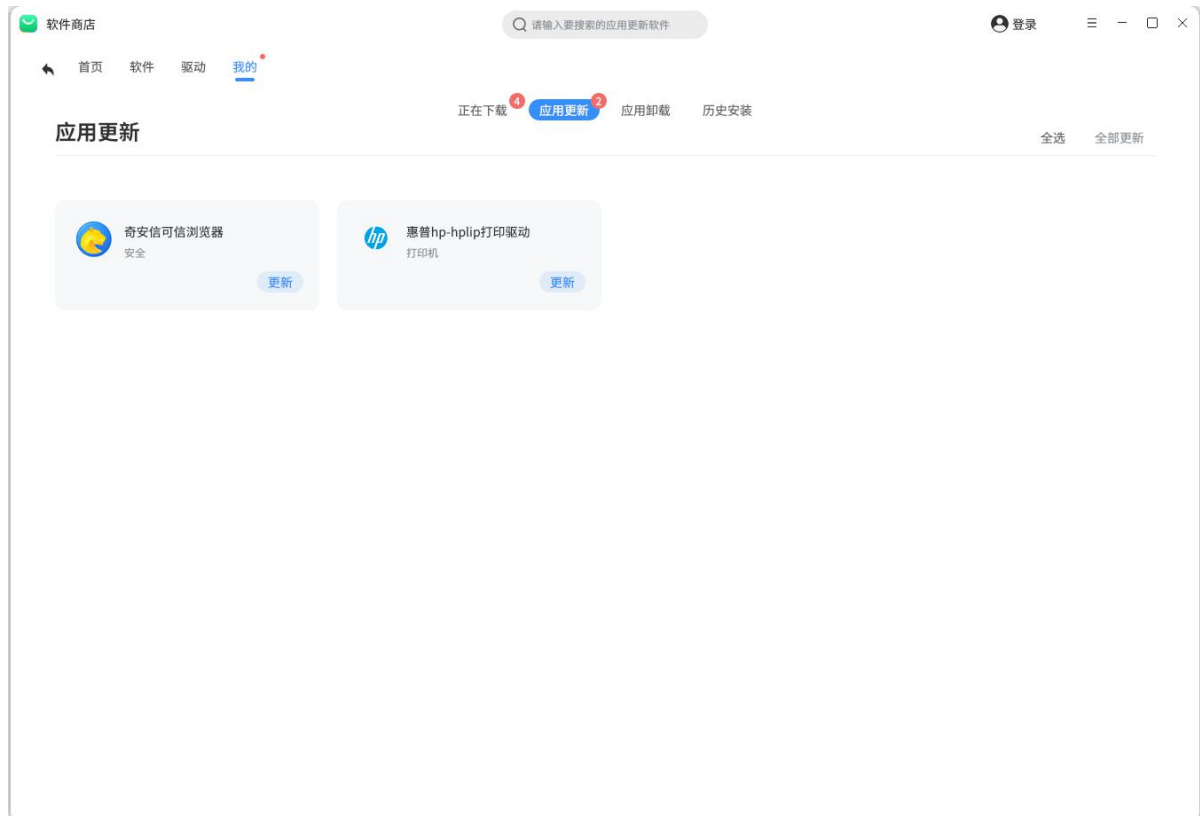 软件商店
请输入要搜索的应用更新软件
登录
首页 软件 驱动 我的
正在下载 4 应用更新 2 应用卸载 历史安装
应用更新
全选 全部更新
奇安信可信浏览器
安全
更新
hp
惠普hp-hplip打印驱动
打印机
更新